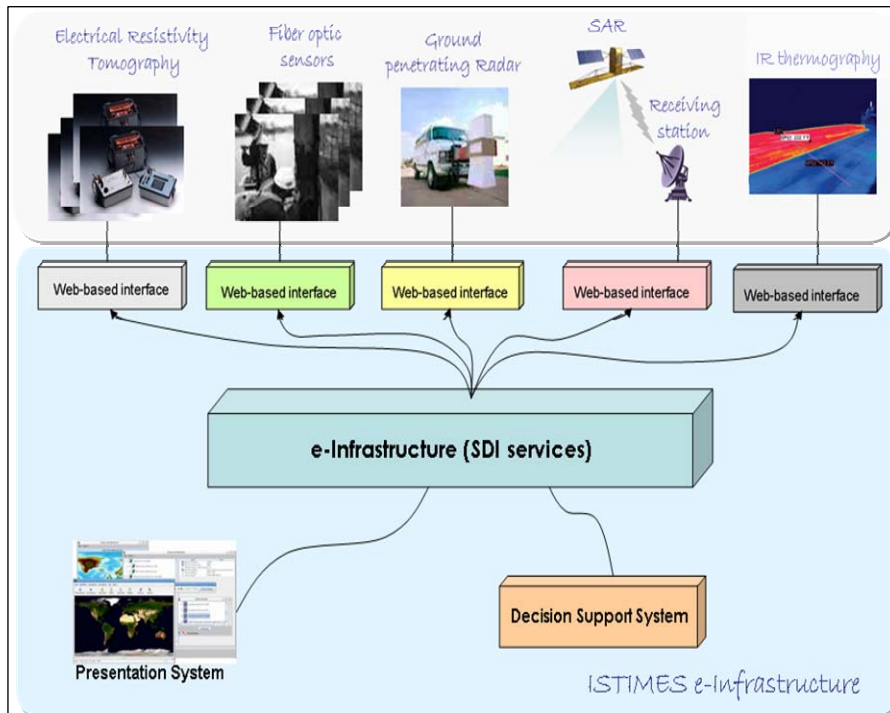 Electrical Resistivity
Tomography
Fiber optic
sensors
Ground
penetrating Radar
SAR
Receiving
station
IR thermography
Web-based interface
Web-based interface
Web-based interface
Web-based interface
Web-based interface
e-Infrastructure (SDI services)
Decision Support System
Presentation System
ISTIMES e-Infrastructure